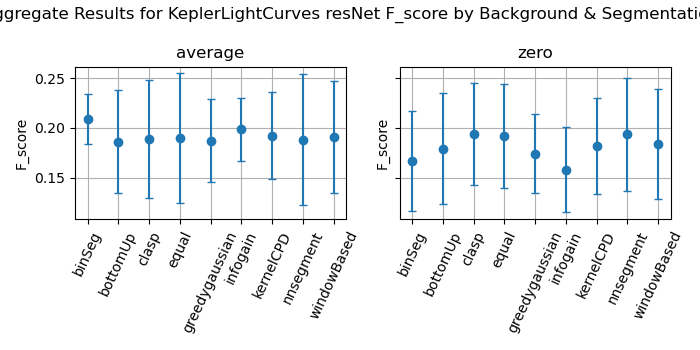 ggregate Results for KeplerLightCurves resNet F_score by Background & Segmentati
average
zero
F_score
0.25
0.20
0.15
binSeg
bottomUp
clasp
equal
greedygaussian
infogain
kernelCPD
nnsegment
windowBased
F_score
binSeg
bottomUp
clasp
equal
greedygaussian
infogain
kernelCPD
nnsegment
windowBased